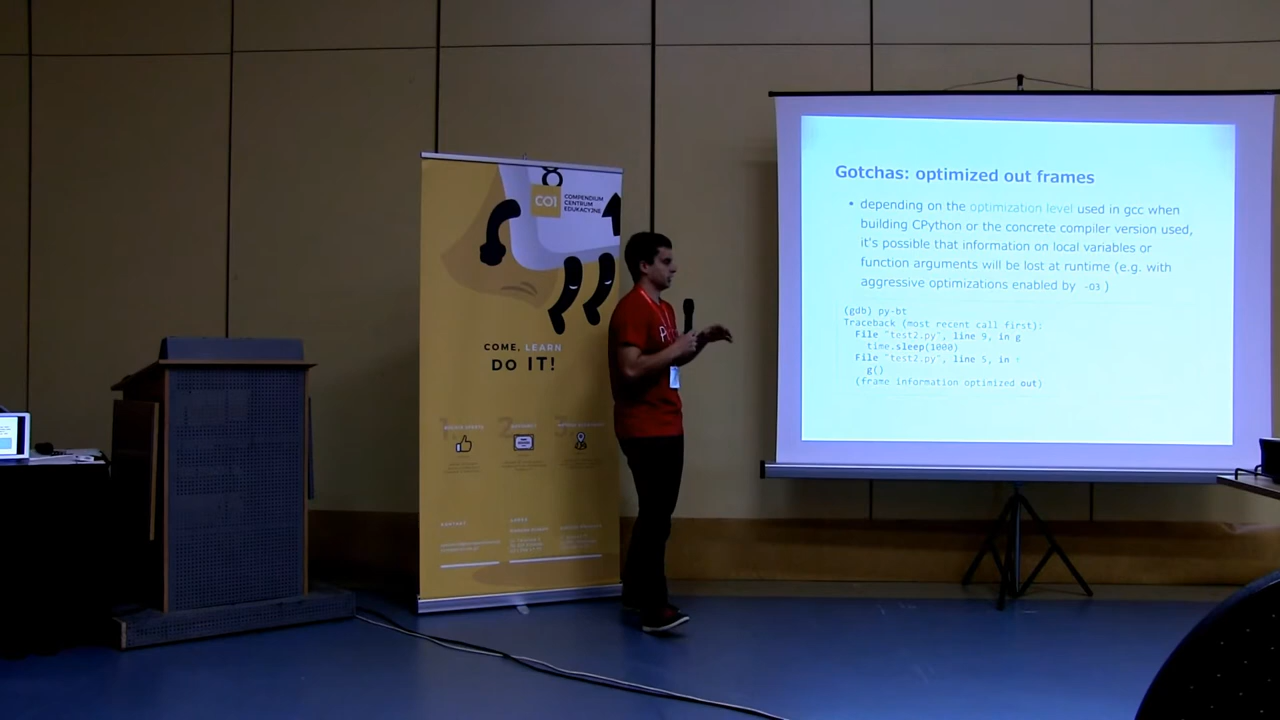 CO1
COMPENDIUM
CENTRUM
EDUKACYJNE
COME, LEARN
DO IT!
KONTAKT
Gotchas: optimized out frames
• depending on the optimization level used in gcc when
building CPython or the concrete compiler version used,
it's possible that information on local variables or
function arguments will be lost at runtime (e.g. with
aggressive optimizations enabled by -O3 )
(gdb) py-bt
Traceback (most recent call first):
File "test2.py", line 9, in g
time.sleep(1000)
File "test2.py", line 5, in f
g()
(frame information optimized out)